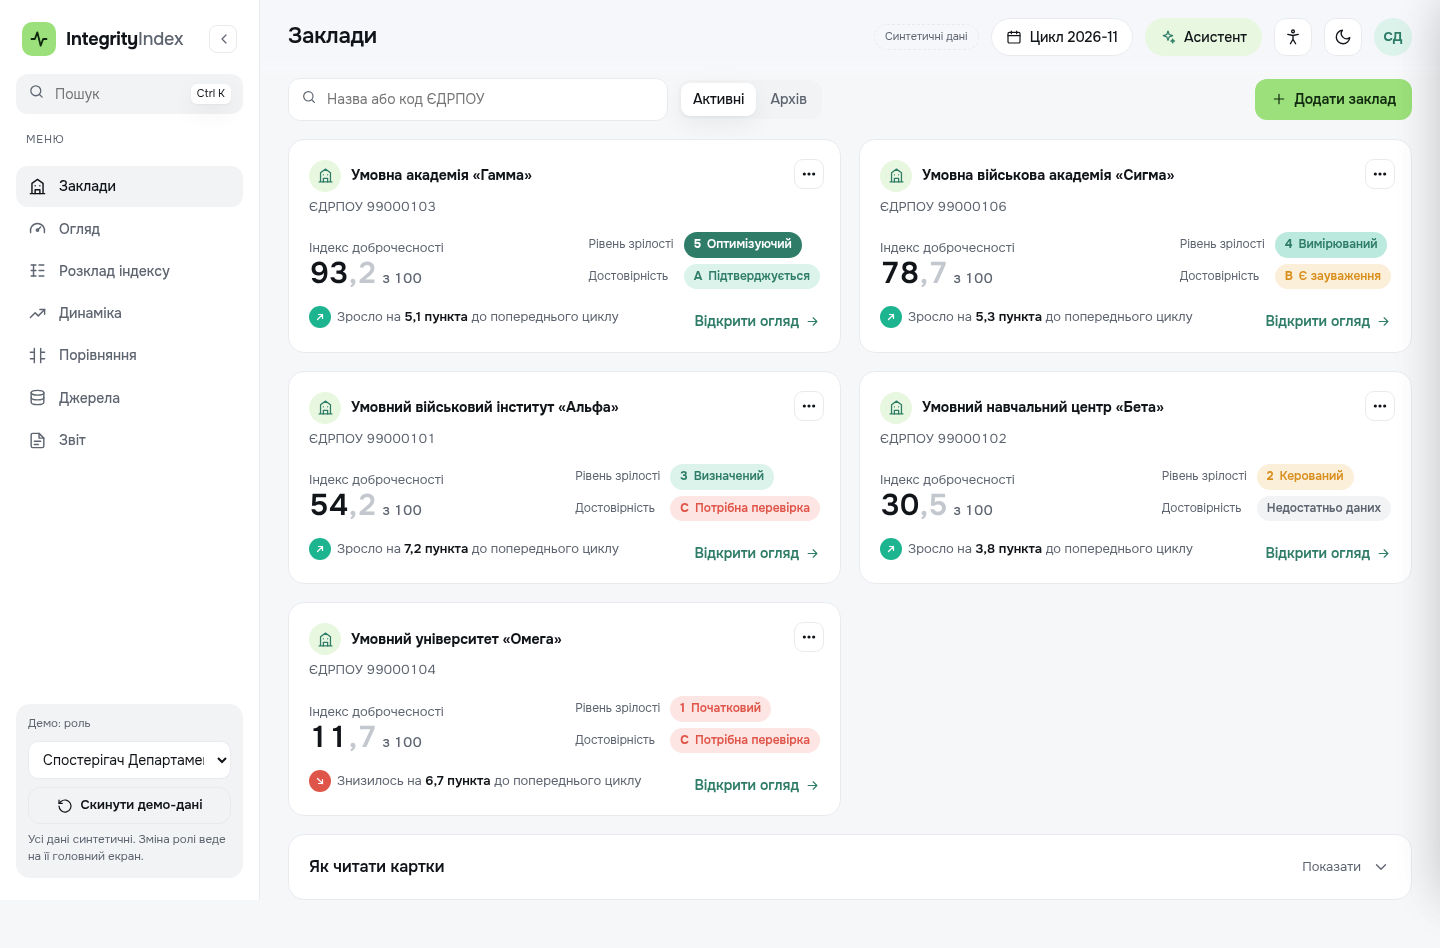 IntegrityIndex
Пошук
Ctrl K
МЕНЮ
Заклади
Огляд
Розклад індексу
Динаміка
Порівняння
Джерела
Звіт
Демо: роль
Спостерігач Департамен
Скинути демо-дані
Усі дані синтетичні. Зміна ролі веде
на її головний екран.
Заклади
Синтетичні дані
Цикл 2026-11
Асистент
СД
Назва або код ЄДРПОУ
Активні
Архів
Додати заклад
Умовна академія «Гамма»
ЄДРПОУ 99000103
Індекс доброчесності
93,2 з 100
Рівень зрілості 5 Оптимізуючий
Достовірність A Підтверджується
Зросло на 5,1 пункта до попереднього циклу
Відкрити огляд
Умовна військова академія «Сигма»
ЄДРПОУ 99000106
Індекс доброчесності
78,7 з 100
Рівень зрілості 4 Вимірюваний
Достовірність B Є зауваження
Зросло на 5,3 пункта до попереднього циклу
Відкрити огляд
Умовний військовий інститут «Альфа»
ЄДРПОУ 99000101
Індекс доброчесності
54,2 з 100
Рівень зрілості 3 Визначений
Достовірність C Потрібна перевірка
Зросло на 7,2 пункта до попереднього циклу
Відкрити огляд
Умовний навчальний центр «Бета»
ЄДРПОУ 99000102
Індекс доброчесності
30,5 з 100
Рівень зрілості 2 Керований
Достовірність Недостатньо даних
Зросло на 3,8 пункта до попереднього циклу
Відкрити огляд
Умовний університет «Омега»
ЄДРПОУ 99000104
Індекс доброчесності
11,7 з 100
Рівень зрілості 1 Початковий
Достовірність C Потрібна перевірка
Знизилось на 6,7 пункта до попереднього циклу
Відкрити огляд
Як читати картки
Показати